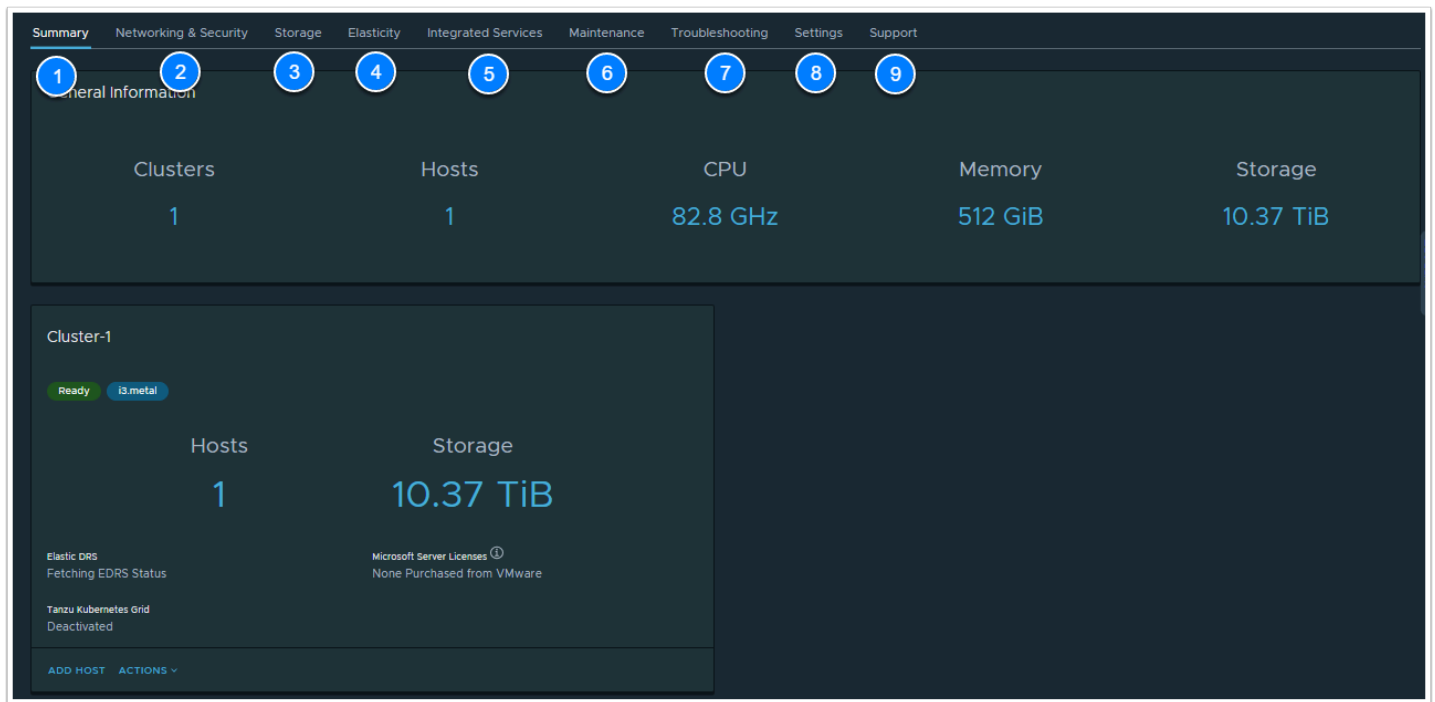 Summary Networking & Security Storage Elasticity Integrated Services Maintenance Troubleshooting Settings Support
1 2 3 4 5 6 7 8 9
General Information
Clusters Hosts CPU Memory Storage
1 1 82.8 GHz 512 GiB 10.37 TiB
Cluster-1
Ready i3.metal
Hosts Storage
1 10.37 TiB
Elastic DRS Microsoft Server Licenses
Fetching EDRS Status None Purchased from VMware
Tanzu Kubernetes Grid
Deactivated
ADD HOST ACTIONS